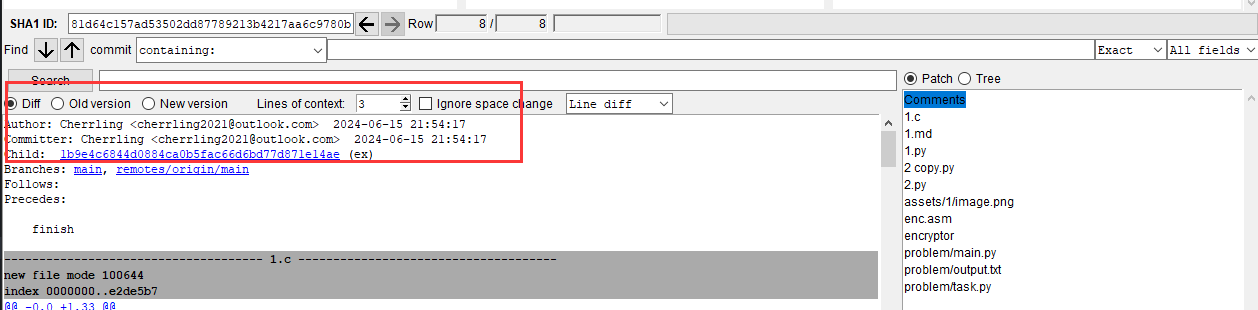 SHA1 ID: 81d64c157ad53502dd87789213b4217aa6c9780b Row 8 / 8
Find commit containing: Exact All fields
Search
Diff Old version New version Lines of context: 3 Ignore space change Line diff
Author: Cherrling <cherrling2021@outlook.com> 2024-06-15 21:54:17
Committer: Cherrling <cherrling2021@outlook.com> 2024-06-15 21:54:17
Child: 1b9e4c6844d0884ca0b5fac66d6bd77d871e14ae (ex)
Branches: main, remotes/origin/main
Follows:
Precedes:
finish
------------------------------------- 1.c -------------------------------------
new file mode 100644
index 0000000..e2de5b7
@@ -0,0 +1,33 @@
Patch Tree
Comments
1.c
1.md
1.py
2 copy.py
2.py
assets/1/image.png
enc.asm
encryptor
problem/main.py
problem/output.txt
problem/task.py